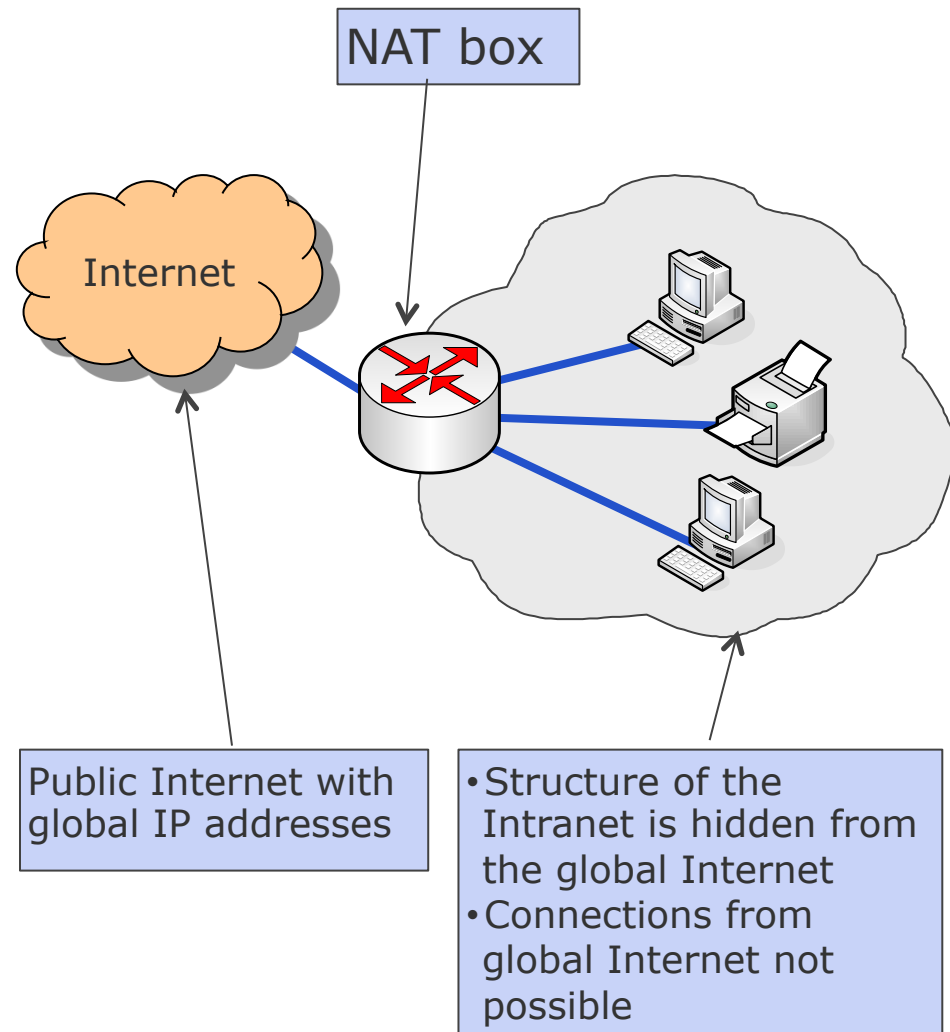 NAT box
Internet
Public Internet with
global IP addresses
•Structure of the
Intranet is hidden from
the global Internet
•Connections from
global Internet not
possible